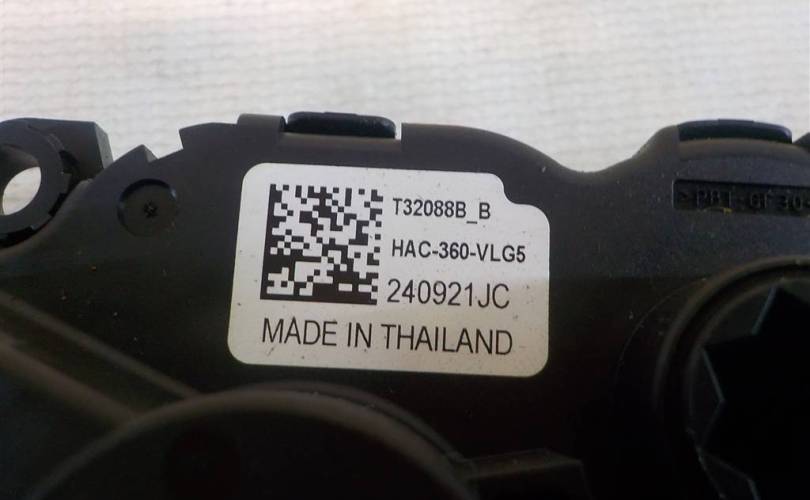 T32088B_B
HAC-360-VLG5
240921JC
MADE IN THAILAND